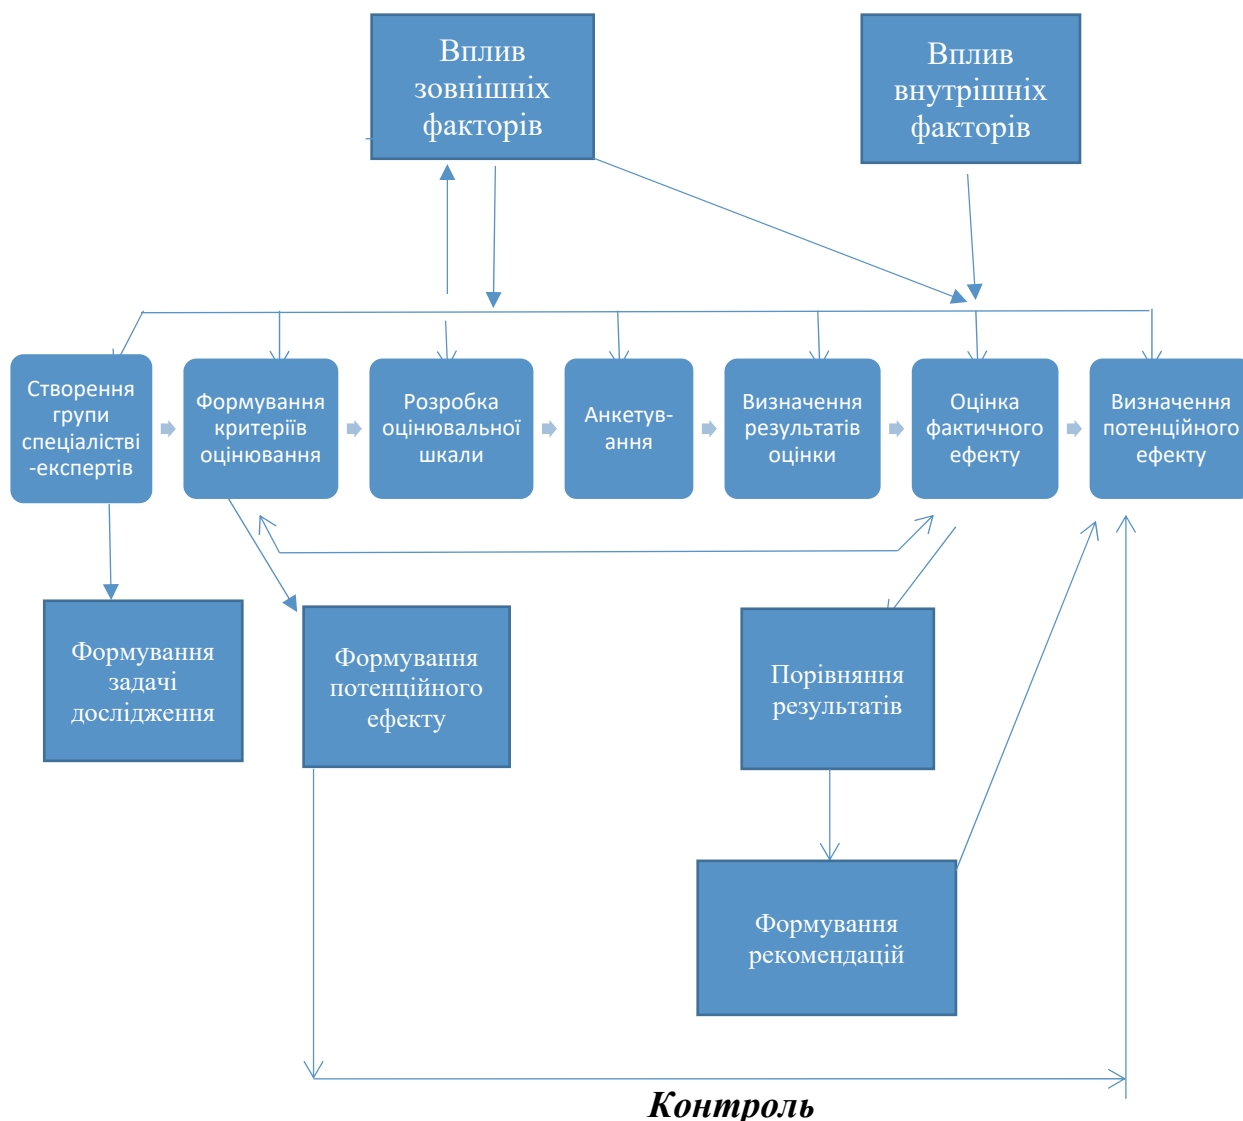 Вплив
зовнішніх
факторів
Вплив
внутрішніх
факторів
Створення
групи
спеціалістві
-експертів
Формування
критеріїв
оцінювання
Розробка
оцінювальної
шкали
Анкетув-
ання
Визначення
результатів
оцінки
Оцінка
фактичного
ефекту
Визначення
потенційного
ефекту
Формування
задачі
дослідження
Формування
потенційного
ефекту
Порівняння
результатів
Формування
рекомендацій
Контроль